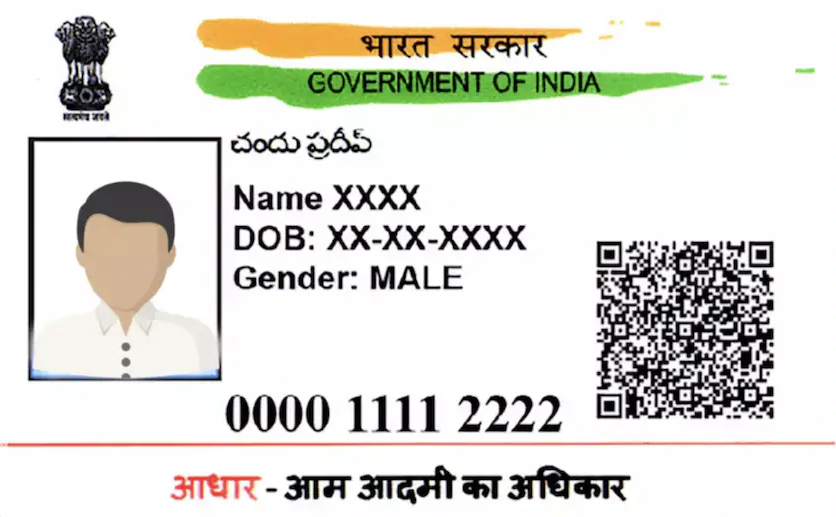 भारत सरकार
GOVERNMENT OF INDIA
सत्यमेव जयते
చందు ప్రదీప్
Name XXXX
DOB: XX-XX-XXXX
Gender: MALE
0000 1111 2222
आधार - आम आदमी का अधिकार